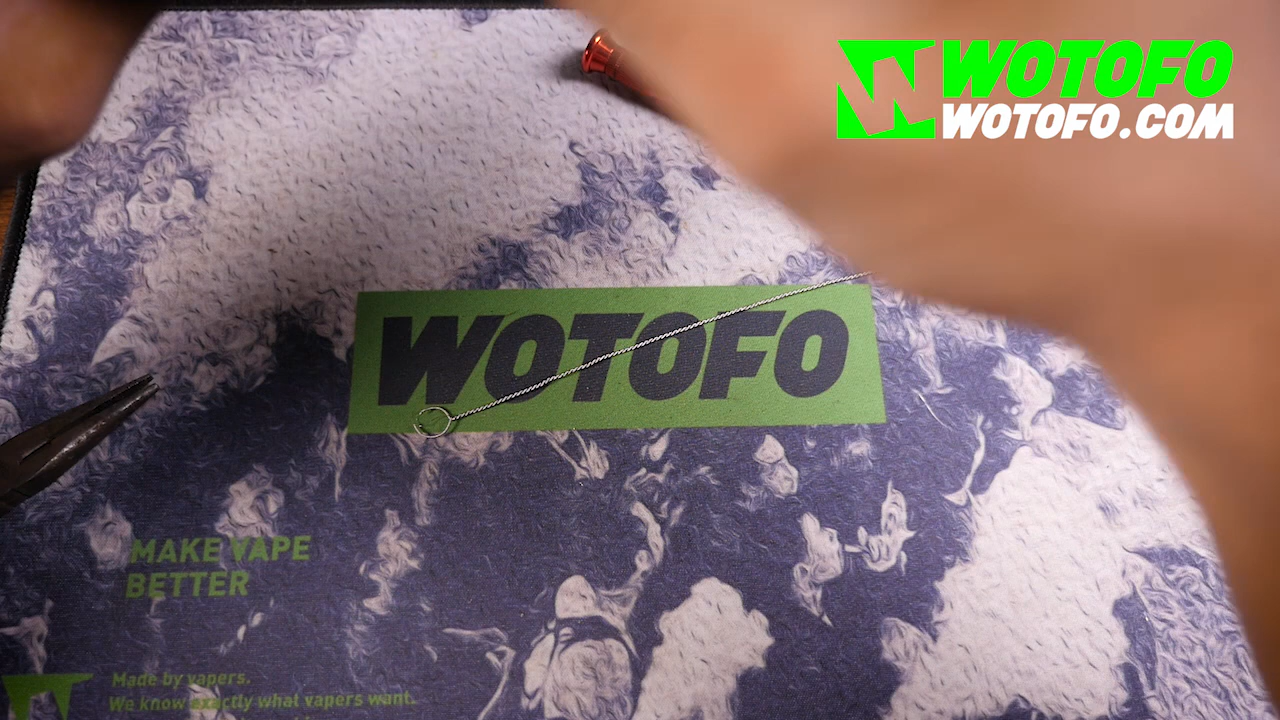 WOTOFO
WOTOFO.COM
WOTOFO
MAKE VAPE
BETTER
Made by vapers.
We know exactly what vapers want.